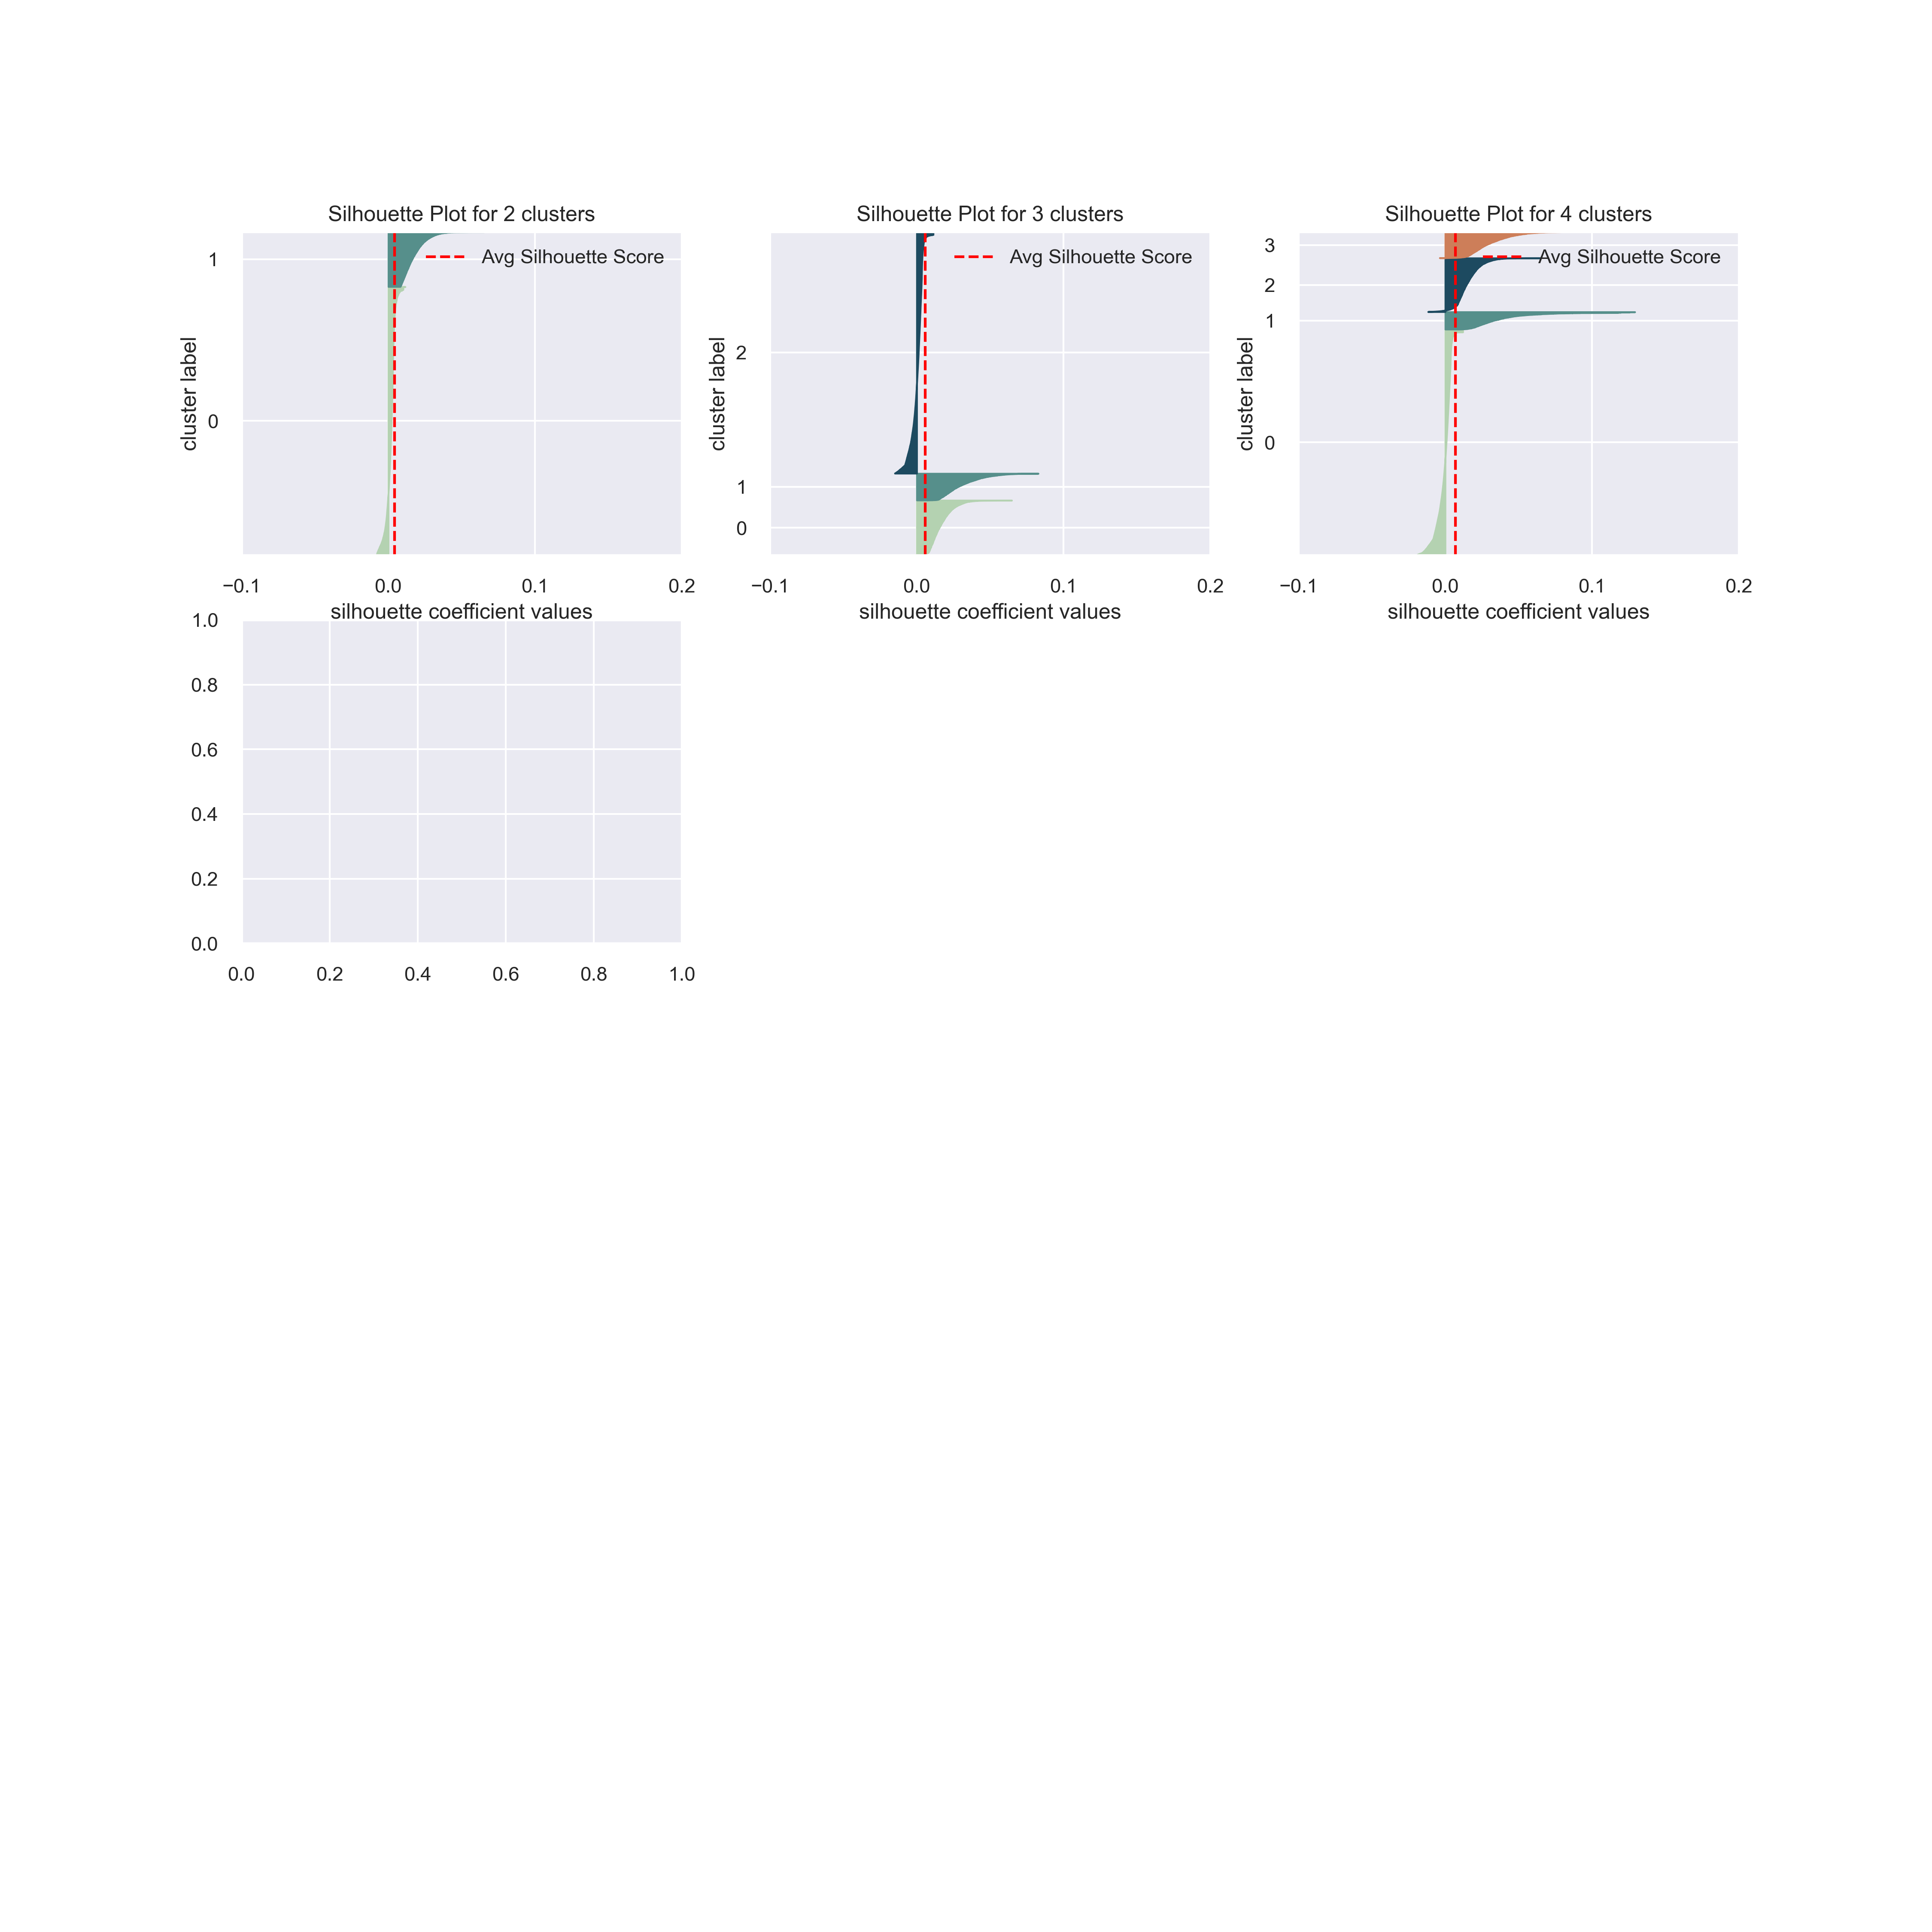 Silhouette Plot for 2 clusters
1
0
cluster label
Avg Silhouette Score
−0.1 0.0 0.1 0.2
silhouette coefficient values
Silhouette Plot for 3 clusters
2
1
0
cluster label
Avg Silhouette Score
−0.1 0.0 0.1 0.2
silhouette coefficient values
Silhouette Plot for 4 clusters
3
2
1
0
cluster label
Avg Silhouette Score
−0.1 0.0 0.1 0.2
silhouette coefficient values
1.0
0.8
0.6
0.4
0.2
0.0
0.0 0.2 0.4 0.6 0.8 1.0